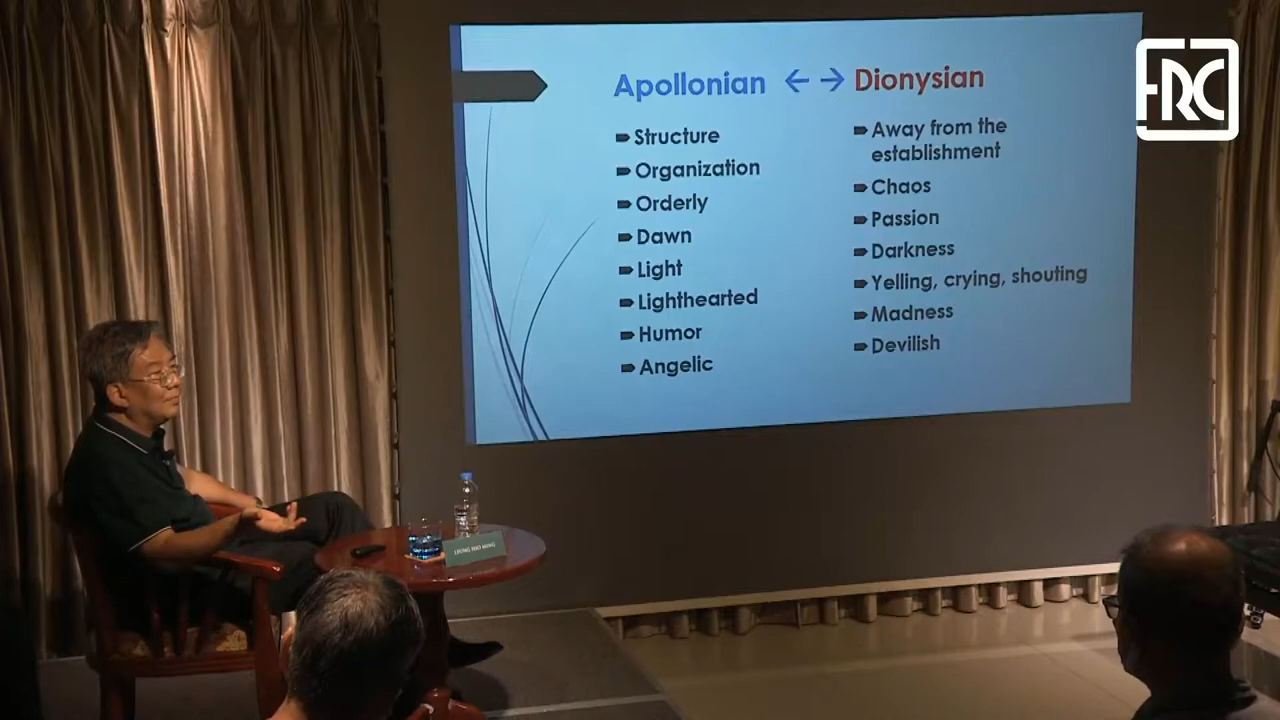 FRC
Apollonian ← → Dionysian
Structure
Organization
Orderly
Dawn
Light
Lighthearted
Humor
Angelic
Away from the
establishment
Chaos
Passion
Darkness
Yelling, crying, shouting
Madness
Devilish